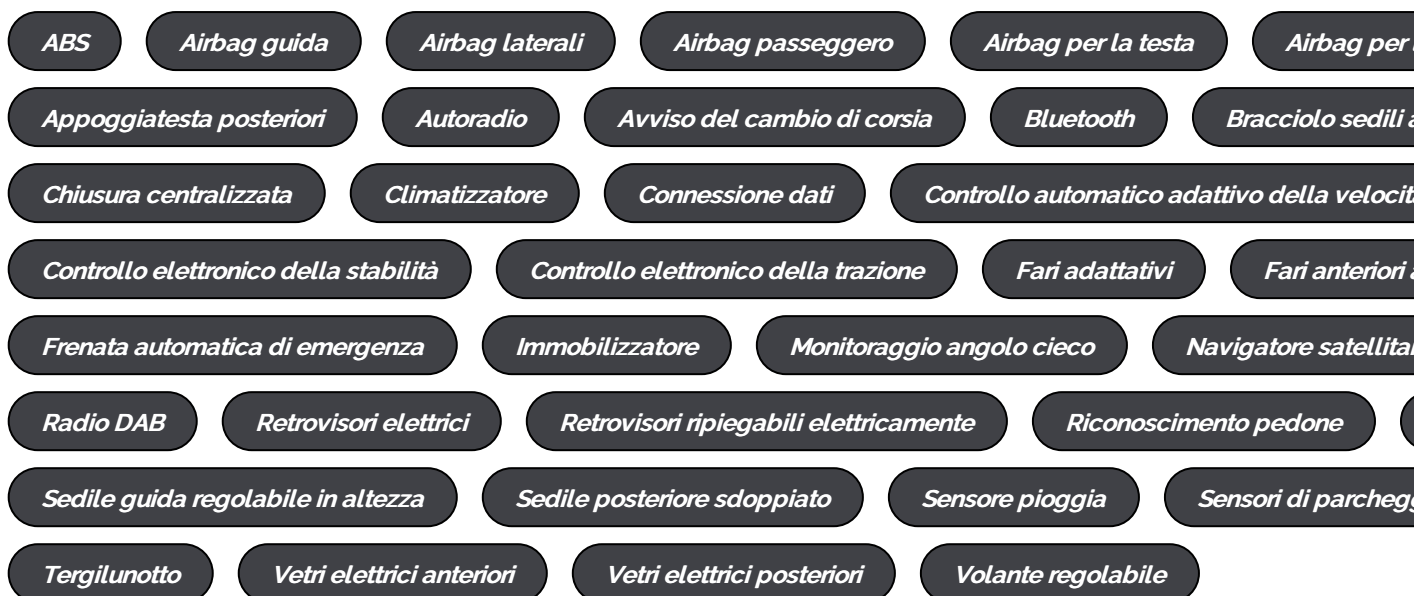 ABS Airbag guida Airbag laterali Airbag passeggero Airbag per la testa Airbag per
Appoggiatesta posteriori Autoradio Avviso del cambio di corsia Bluetooth Bracciolo sedili
Chiusura centralizzata Climatizzatore Connessione dati Controllo automatico adattivo della
Controllo elettronico della stabilità Controllo elettronico della trazione Fari adattativi Fari anteriori
Frenata automatica di emergenza Immobilizzatore Monitoraggio angolo cieco Navigatore
Radio DAB Retrovisori elettrici Retrovisori ripiegabili elettricamente Riconoscimento pedone
Sedile guida regolabile in altezza Sedile posteriore sdoppiato Sensore pioggia Sensori di
Tergilunotto Vetri elettrici anteriori Vetri elettrici posteriori Volante regolabile